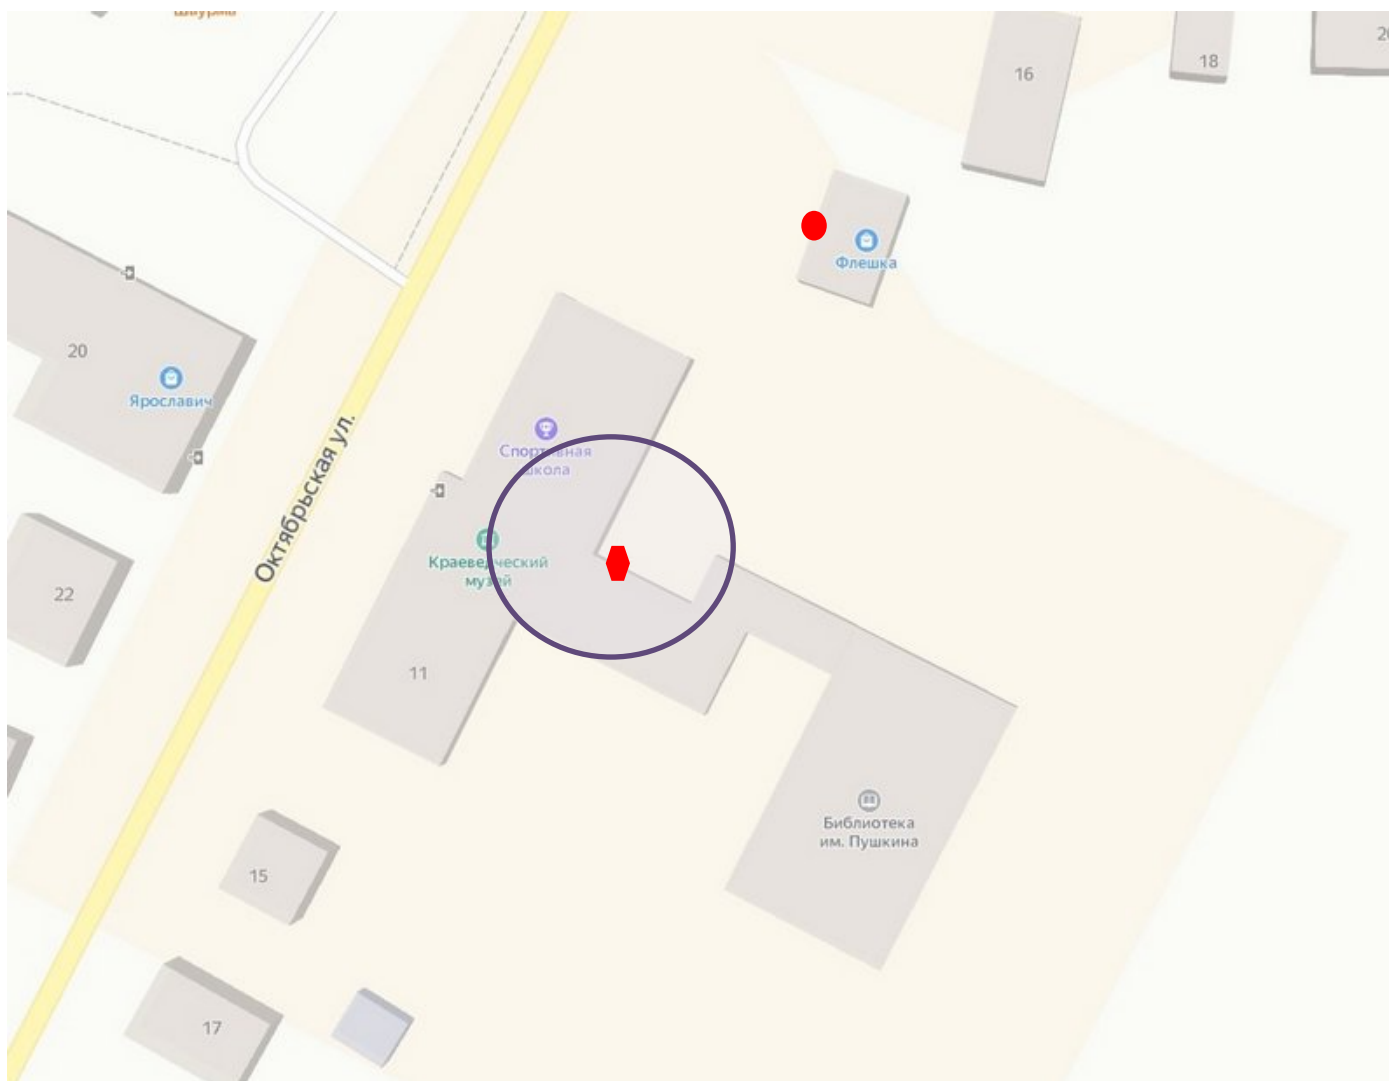 16
18
Флешка
20
Ярославич
Октябрьская ул.
Спортивная
школа
Краеведческий
музей
22
11
Библиотека
им. Пушкина
15
17